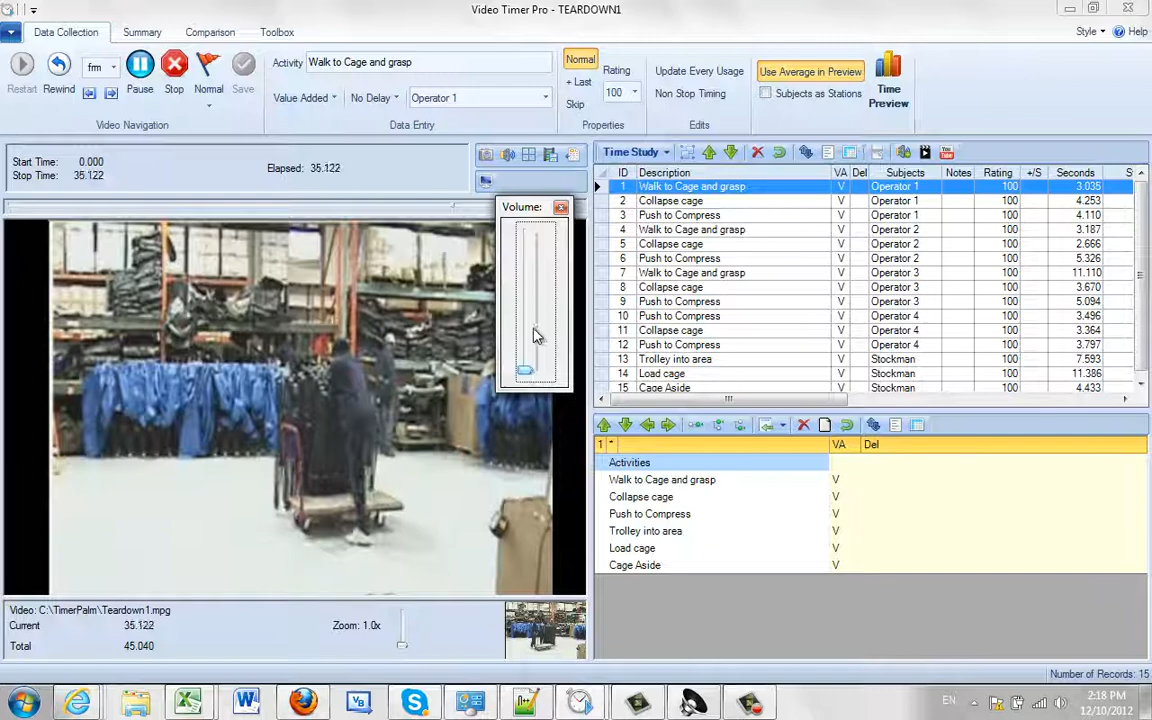 Video Timer Pro - TEARDOWN1
Data Collection Summary Comparison Toolbox Style Help
Restart Rewind fm Pause Stop Normal Save
Video Navigation
Activity Walk to Cage and grasp
Value Added No Delay Operator 1
Data Entry
Normal
+ Last
Skip
Rating
100
Properties
Update Every Usage
Non Stop Timing
Edits
Use Average in Preview
Subjects as Stations
Time Preview
Start Time: 0.000
Stop Time: 35.122
Elapsed: 35.122
Volume:
Time Study
ID Description VA Del Subjects Notes Rating +/S Seconds
1 Walk to Cage and grasp V Operator 1 100 3.035
2 Collapse cage V Operator 1 100 4.253
3 Push to Compress V Operator 1 100 4.110
4 Walk to Cage and grasp V Operator 2 100 3.187
5 Collapse cage V Operator 2 100 2.666
6 Push to Compress V Operator 2 100 5.326
7 Walk to Cage and grasp V Operator 3 100 11.110
8 Collapse cage V Operator 3 100 3.670
9 Push to Compress V Operator 3 100 5.094
10 Push to Compress V Operator 4 100 3.496
11 Collapse cage V Operator 4 100 3.364
12 Push to Compress V Operator 4 100 3.797
13 Trolley into area V Stockman 100 7.593
14 Load cage V Stockman 100 11.386
15 Cage Aside V Stockman 100 4.433
1 * VA Del
Activities
Walk to Cage and grasp V
Collapse cage V
Push to Compress V
Trolley into area V
Load cage V
Cage Aside V
Video: C:\TimerPalm\Teardown1.mpg
Current 35.122 Zoom: 1.0x
Total 45.040
Number of Records: 15
EN 2:18 PM
12/10/2012